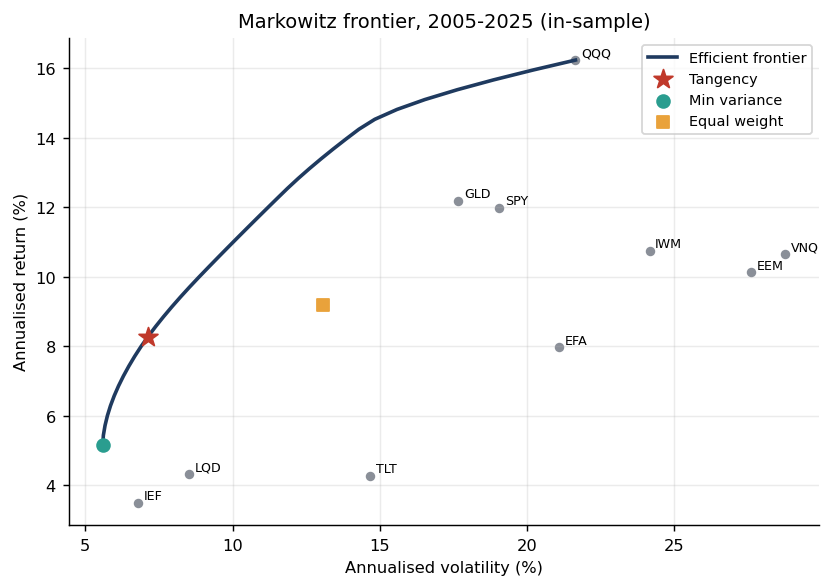 Markowitz frontier, 2005-2025 (in-sample)
Efficient frontier
Tangency
Min variance
Equal weight
QQQ
GLD
SPY
IWM
VNQ
EEM
EFA
LQD
TLT
IEF
16
14
12
10
8
6
4
Annualised return (%)
5
10
15
20
25
Annualised volatility (%)